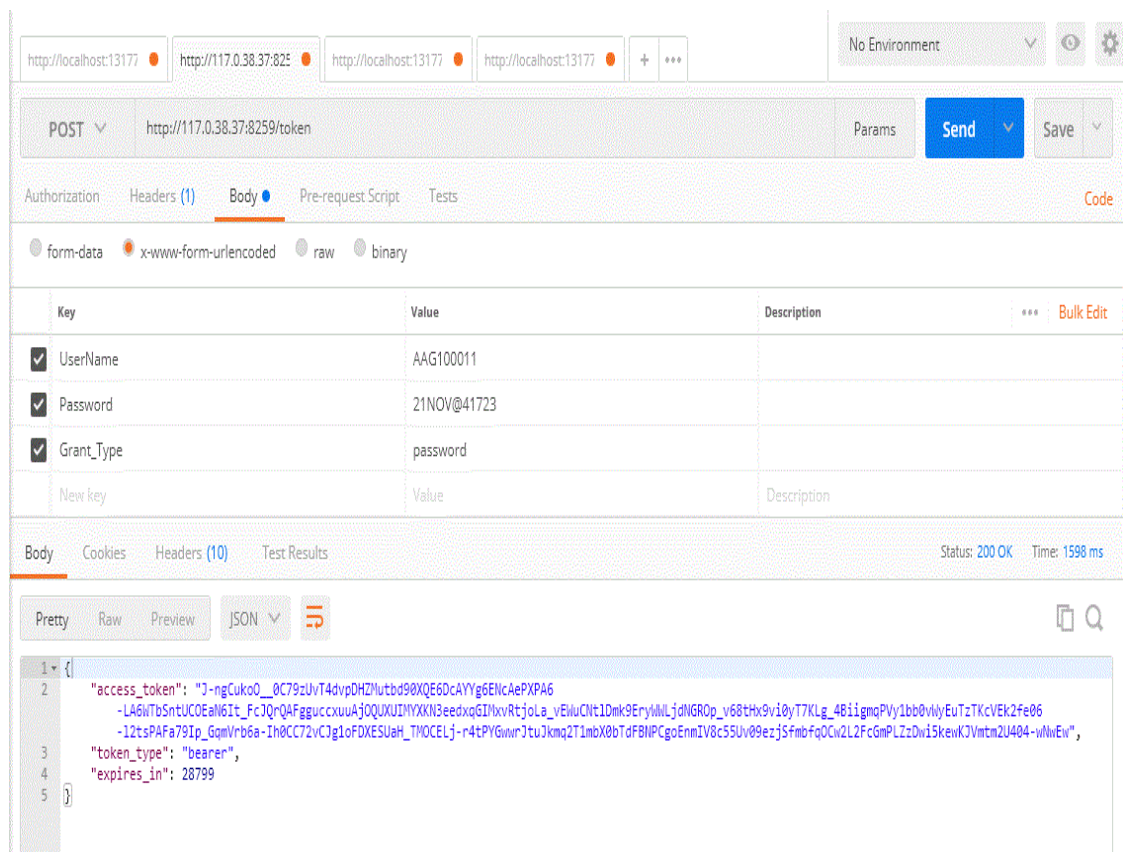 http://localhost:13177
http://117.0.38.37:825
http://localhost:13177
http://localhost:13177
+
•••
No Environment
POST
http://117.0.38.37:8259/token
Params
Send
Save
Authorization
Headers (1)
Body
Pre-request Script
Tests
Code
form-data
x-www-form-urlencoded
raw
binary
Key
Value
Description
•••
Bulk Edit
UserName
AAG100011
Password
21NOV@41723
Grant_Type
password
New key
Value
Description
Body
Cookies
Headers (10)
Test Results
Status: 200 OK
Time: 1598 ms
Pretty
Raw
Preview
JSON
1 {
2 "access_token": "J-ngCukoO__0C79zUvT4dvpDHZMutbd90XQE6DcAYYg6ENcAePXPA6
-LA6WTbSntUCOEaN6It_FcJQrQAFgguccxuuAjOQUXUIMYXKN3eedxqGIMxvRtjoLa_vEWuCNt1Dmk9EryWWLjdNGROp_v68tHx9vi0yT7KLg_4BiigmqPVy1bb0vWyEuTzTKcVEk2fe06
-l2tsPAFa79Ip_GqmVrb6a-Ih0CC72vCJg1oFDXESUaH_TMOCELj-r4tPYGwwrJtuJkmq2T1mbX0bTdFBNPCgoEnmIV8c55Uv09ezjSfmbfqOCw2L2FcGmPLZzDwi5kewKJVmtm2U404-wNwEw",
3 "token_type": "bearer",
4 "expires_in": 28799
5 }